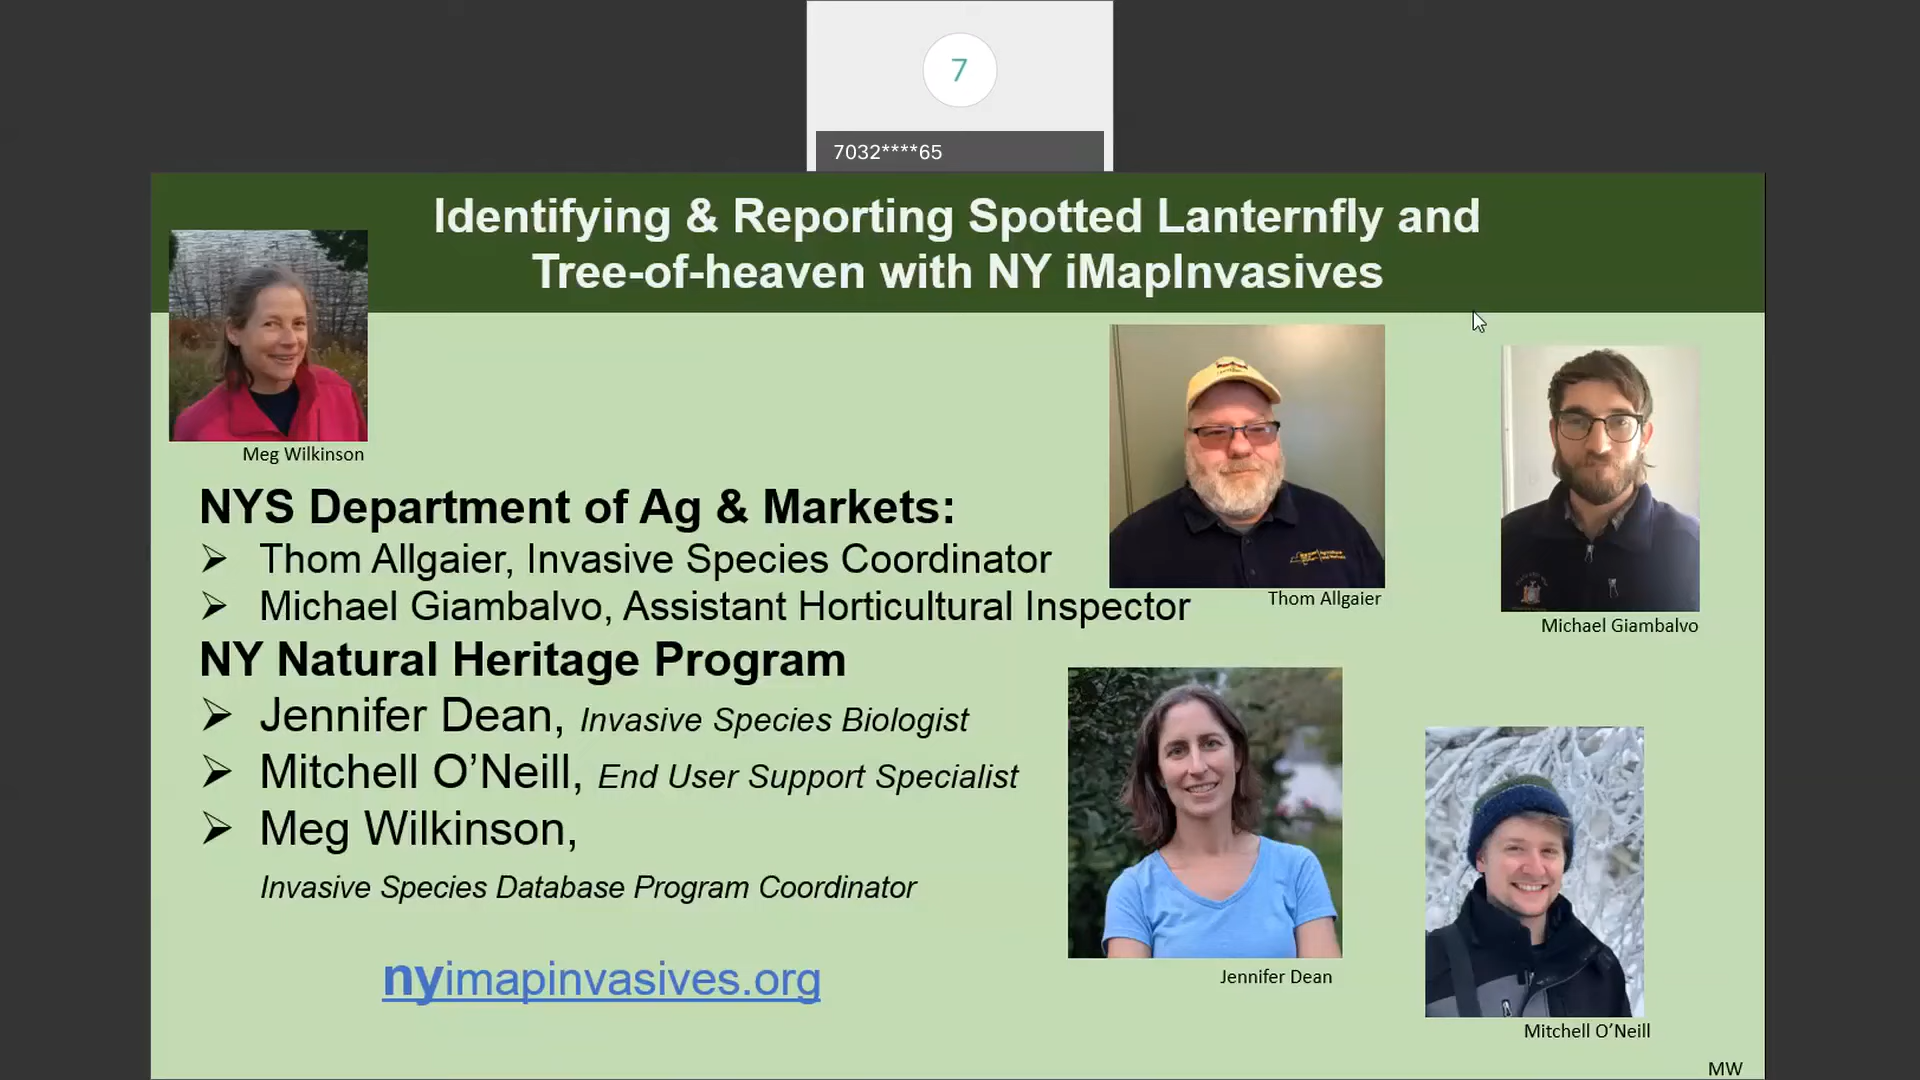 7
7032****65
Identifying & Reporting Spotted Lanternfly and
Tree-of-heaven with NY iMapInvasives
Meg Wilkinson
Thom Allgaier
Michael Giambalvo
NYS Department of Ag & Markets:
➢ Thom Allgaier, Invasive Species Coordinator
➢ Michael Giambalvo, Assistant Horticultural Inspector
NY Natural Heritage Program
➢ Jennifer Dean, Invasive Species Biologist
➢ Mitchell O’Neill, End User Support Specialist
➢ Meg Wilkinson,
Invasive Species Database Program Coordinator
nyimapinvasives.org
Jennifer Dean
Mitchell O’Neill
MW